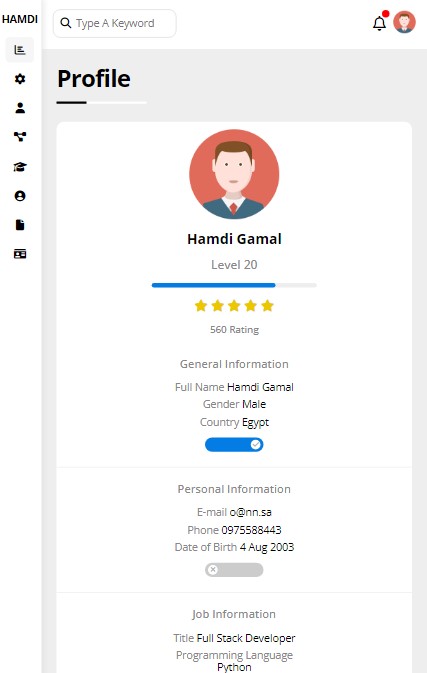 HAMDI
Type A Keyword
Profile
Hamdi Gamal
Level 20
560 Rating
General Information
Full Name Hamdi Gamal
Gender Male
Country Egypt
Personal Information
E-mail o@nn.sa
Phone 0975588443
Date of Birth 4 Aug 2003
Job Information
Title Full Stack Developer
Programming Language
Python